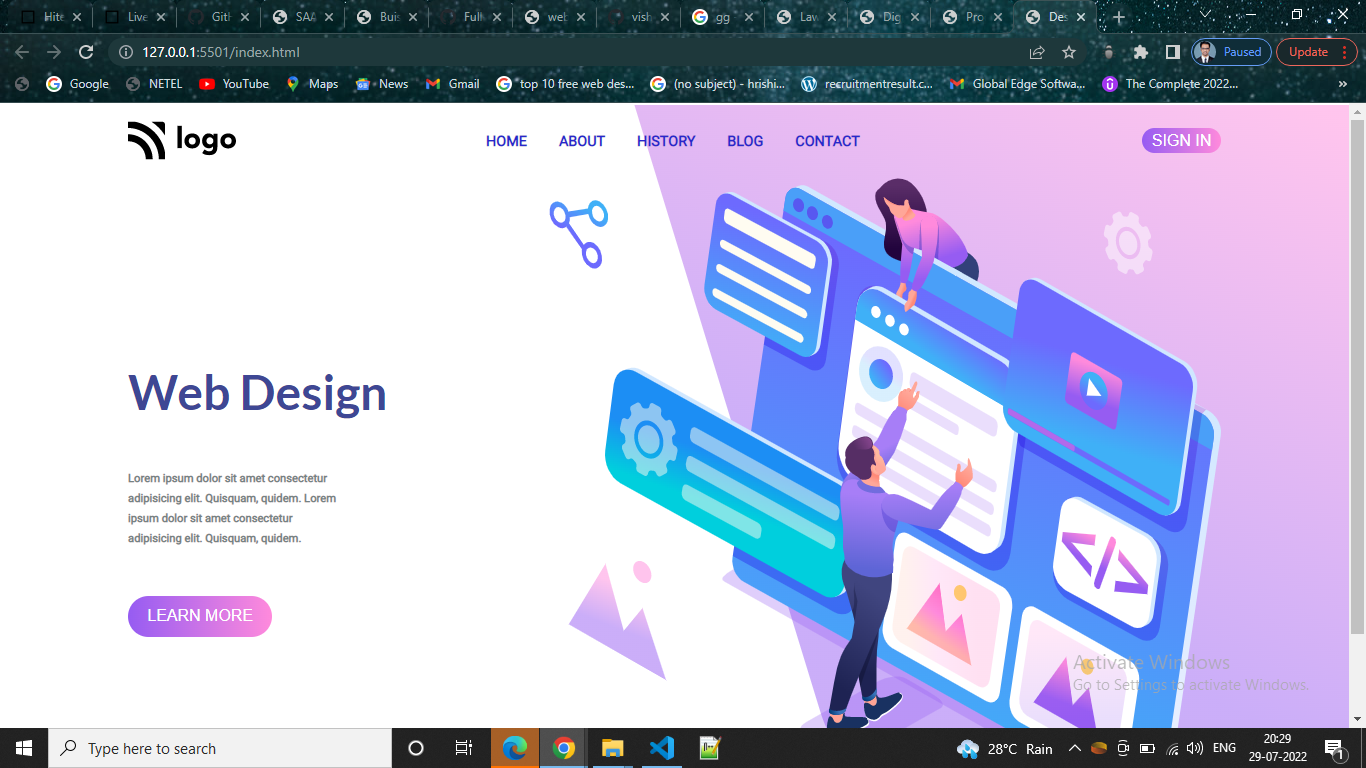 Hite
Live
Gith
SAA
Buis
Full
web
vish
.gg
Law
Dig
Pro
Des
127.0.0.1:5501/index.html
Paused
Update
Google
NETEL
YouTube
Maps
News
Gmail
top 10 free web des...
(no subject) - hrishi...
recruitmentresult.c...
Global Edge Softwa...
The Complete 2022...
logo
HOME
ABOUT
HISTORY
BLOG
CONTACT
SIGN IN
Web Design
Lorem ipsum dolor sit amet consectetur
adipisicing elit. Quisquam, quidem. Lorem
ipsum dolor sit amet consectetur
adipisicing elit. Quisquam, quidem.
LEARN MORE
</>
Activate Windows
Go to Settings to activate Windows.
Type here to search
28°C Rain
ENG
20:29
29-07-2022
1